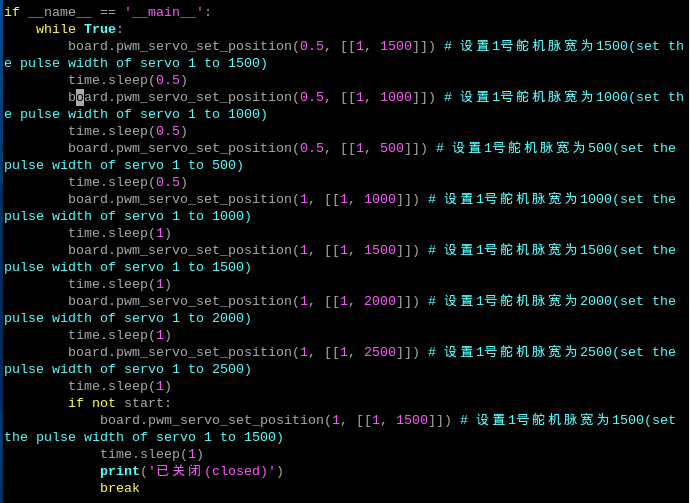 if __name__ == '__main__':
    while True:
        board.pwm_servo_set_position(0.5, [[1, 1500]]) # 设置1号舵机脉宽为1500(set th
e pulse width of servo 1 to 1500)
        time.sleep(0.5)
        board.pwm_servo_set_position(0.5, [[1, 1000]]) # 设置1号舵机脉宽为1000(set th
e pulse width of servo 1 to 1000)
        time.sleep(0.5)
        board.pwm_servo_set_position(0.5, [[1, 500]]) # 设置1号舵机脉宽为500(set the
pulse width of servo 1 to 500)
        time.sleep(0.5)
        board.pwm_servo_set_position(1, [[1, 1000]]) # 设置1号舵机脉宽为1000(set the
pulse width of servo 1 to 1000)
        time.sleep(1)
        board.pwm_servo_set_position(1, [[1, 1500]]) # 设置1号舵机脉宽为1500(set the
pulse width of servo 1 to 1500)
        time.sleep(1)
        board.pwm_servo_set_position(1, [[1, 2000]]) # 设置1号舵机脉宽为2000(set the
pulse width of servo 1 to 2000)
        time.sleep(1)
        board.pwm_servo_set_position(1, [[1, 2500]]) # 设置1号舵机脉宽为2500(set the
pulse width of servo 1 to 2500)
        time.sleep(1)
        if not start:
            board.pwm_servo_set_position(1, [[1, 1500]]) # 设置1号舵机脉宽为1500(set
the pulse width of servo 1 to 1500)
            time.sleep(1)
            print('已关闭(closed)')
            break